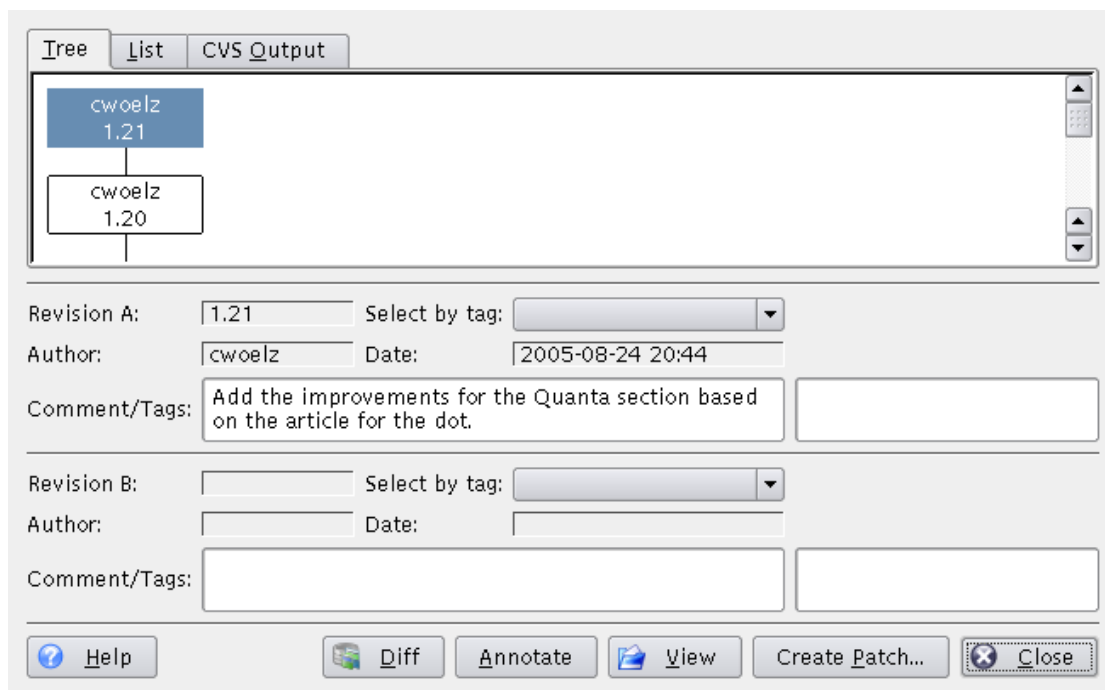 Tree List CVS Output
cwoelz
1.21
cwoelz
1.20
Revision A: 1.21 Select by tag:
Author: cwoelz Date: 2005-08-24 20:44
Comment/Tags: Add the improvements for the Quanta section based
on the article for the dot.
Revision B: Select by tag:
Author: Date:
Comment/Tags:
Help Diff Annotate View Create Patch... Close